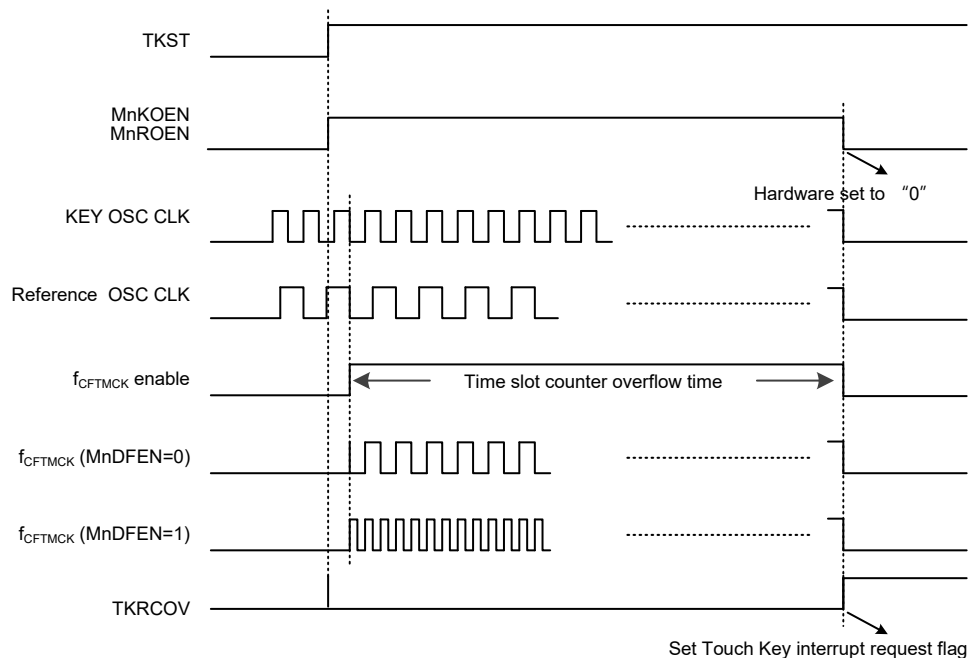 TKST
MnKOEN
MnROEN
Hardware set to “0”
KEY OSC CLK
Reference OSC CLK
fCFTMCK enable
Time slot counter overflow time
fCFTMCK (MnDFEN=0)
fCFTMCK (MnDFEN=1)
TKRCOV
Set Touch Key interrupt request flag